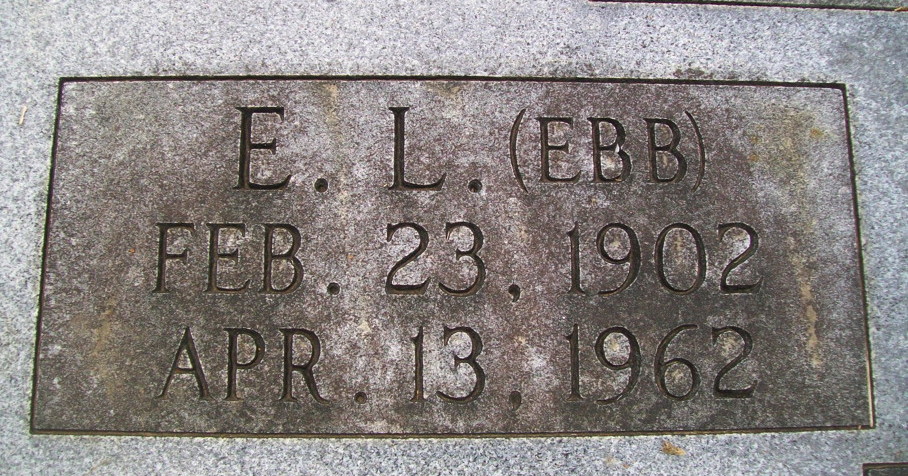 E. L. (EBB)
FEB. 23, 1902
APR. 13, 1962